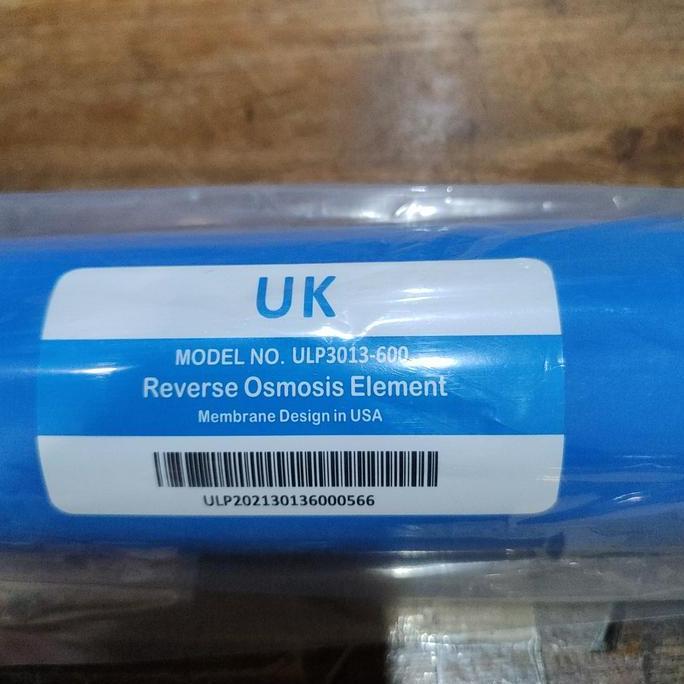 UK
MODEL NO. ULP3013-600
Reverse Osmosis Element
Membrane Design in USA
ULP202130136000566